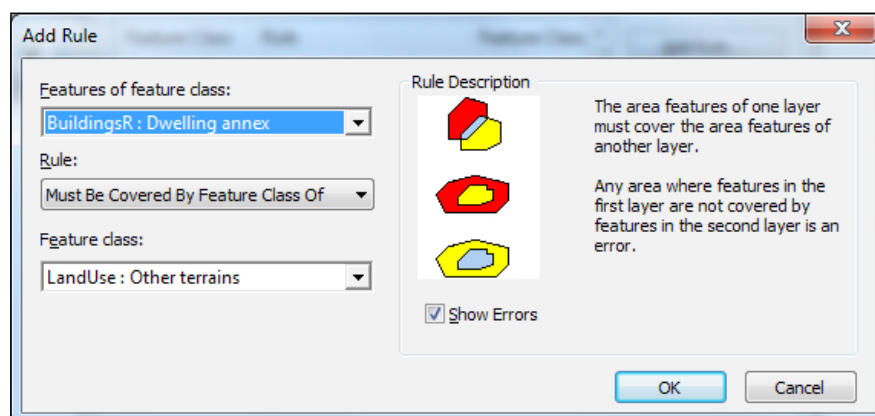 Add Rule
Features of feature class:
BuildingsR : Dwelling annex
Rule:
Must Be Covered By Feature Class Of
Feature class:
LandUse : Other terrains
Rule Description
The area features of one layer
must cover the area features of
another layer.
Any area where features in the
first layer are not covered by
features in the second layer is an
error.
Show Errors
OK
Cancel